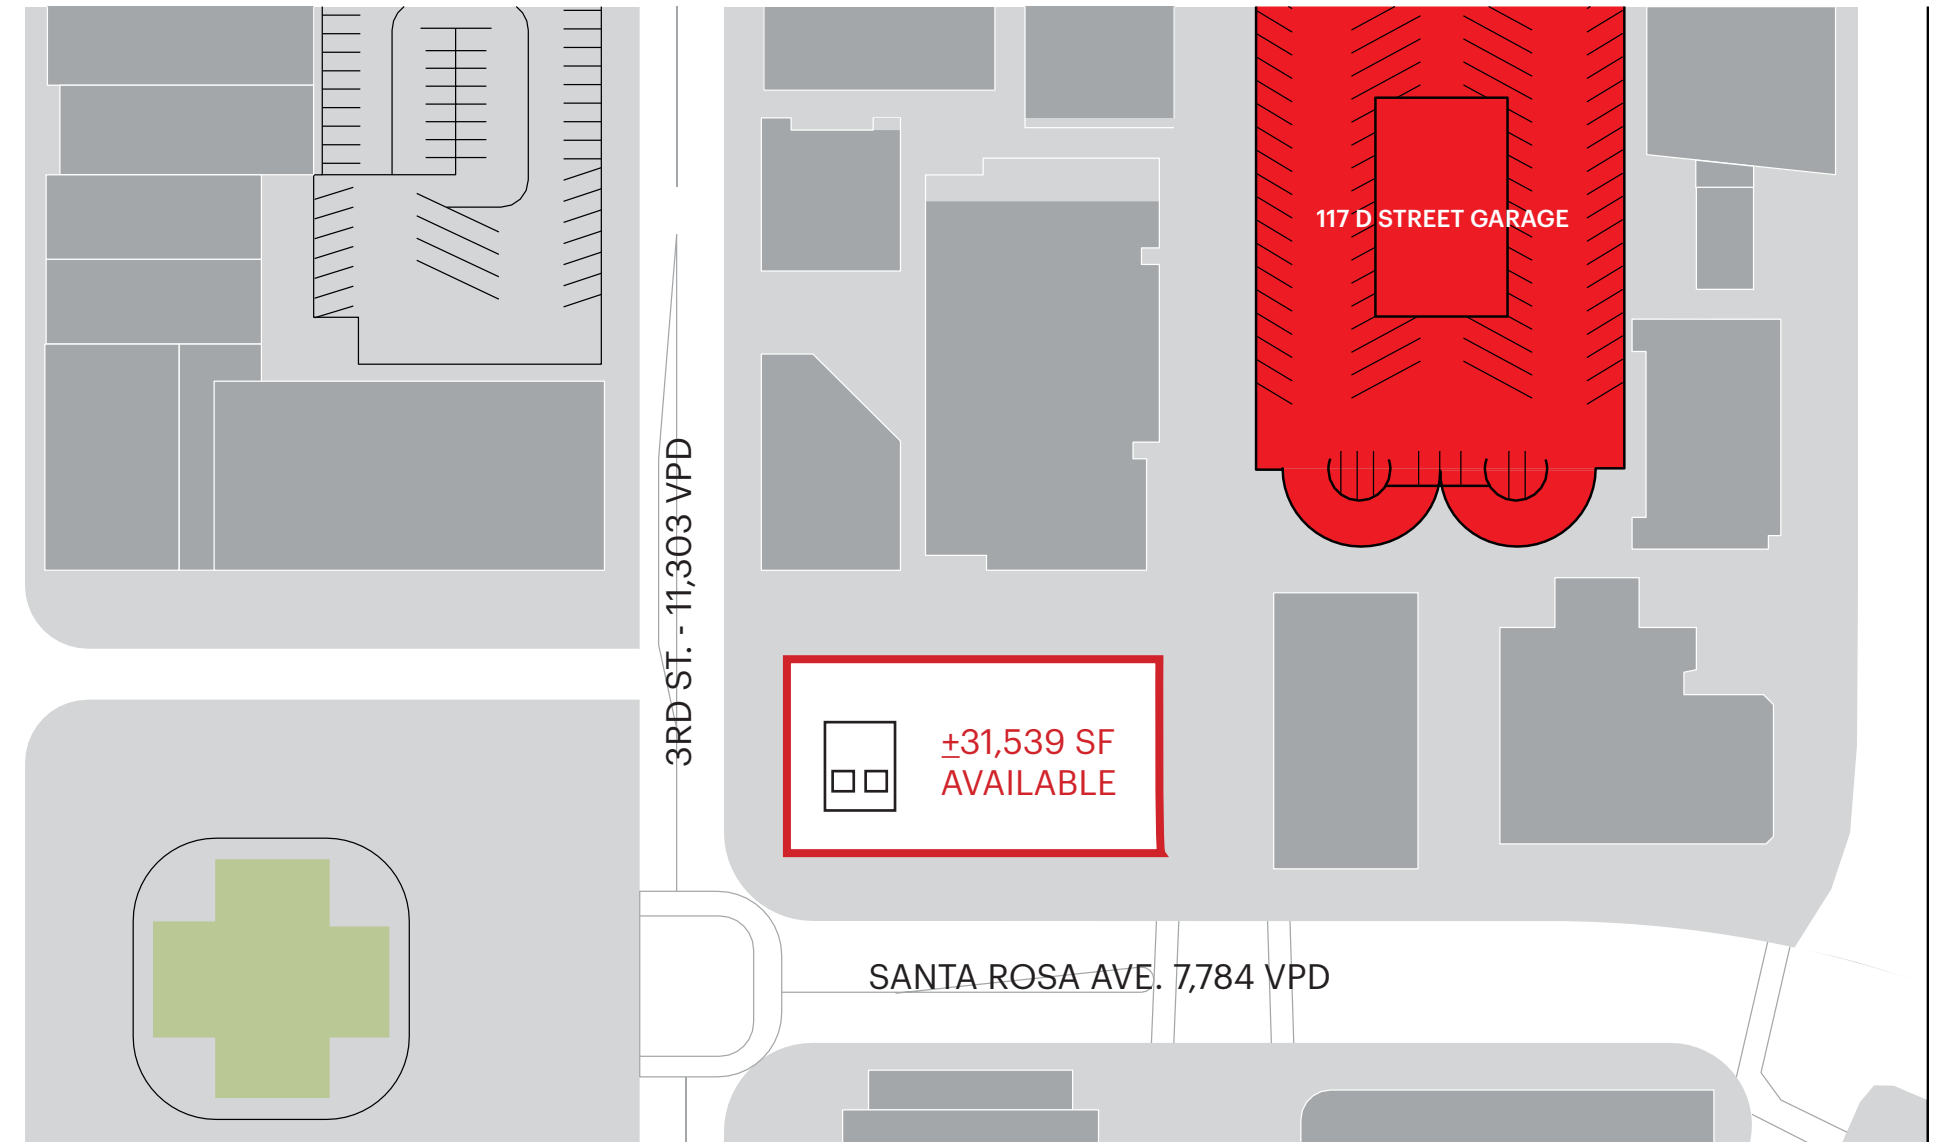 117 D STREET GARAGE
3RD ST. - 11,303 VPD
±31,539 SF
AVAILABLE
SANTA ROSA AVE. 7,784 VPD